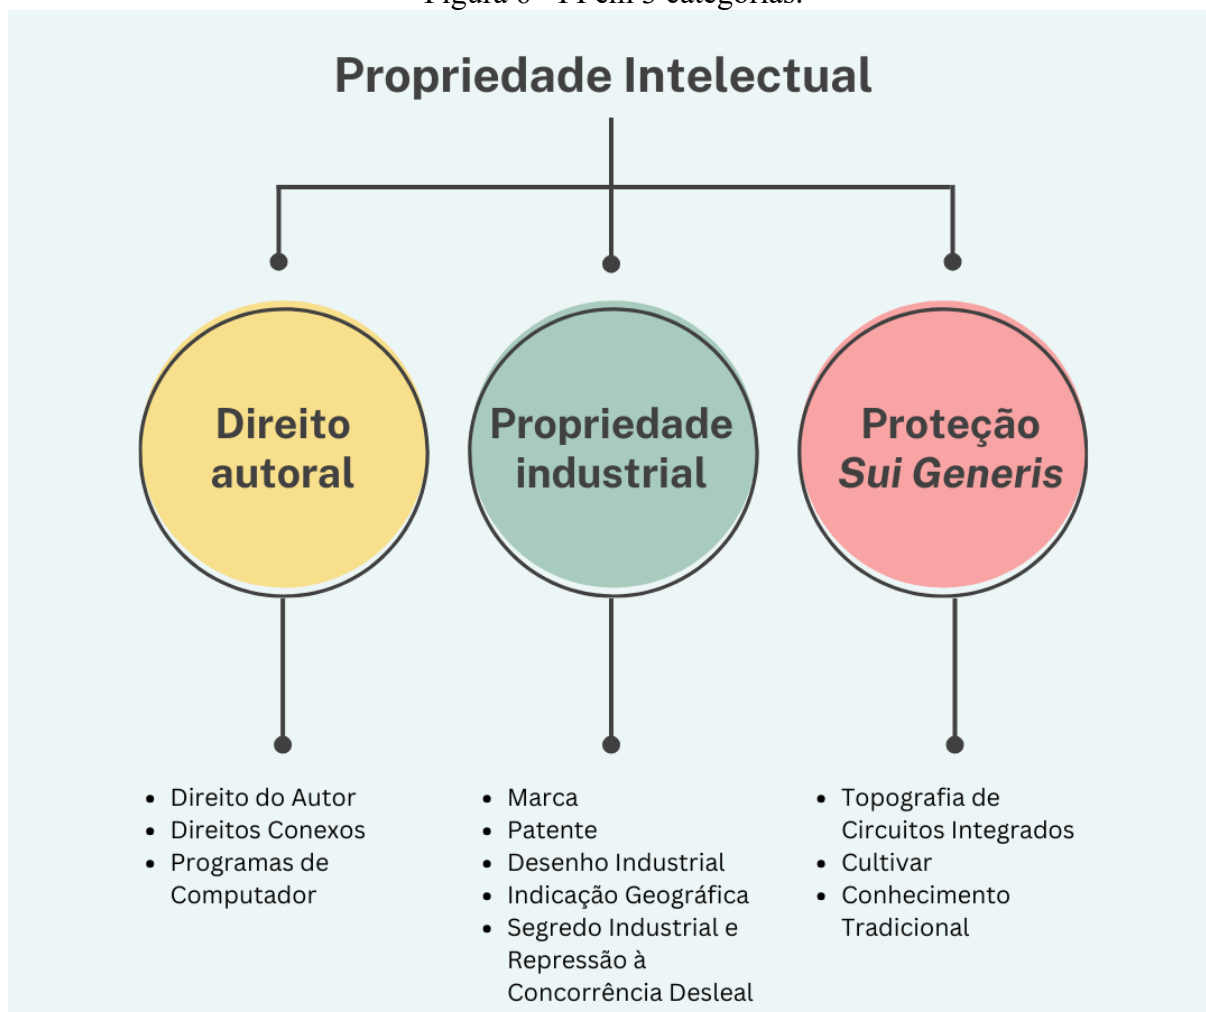 Propriedade Intelectual
Direito
autoral
Propriedade
industrial
Proteção
Sui Generis
• Direito do Autor
• Direitos Conexos
• Programas de
Computador
• Marca
• Patente
• Desenho Industrial
• Indicação Geográfica
• Segredo Industrial e
Repressão à
Concorrência Desleal
• Topografia de
Circuitos Integrados
• Cultivar
• Conhecimento
Tradicional